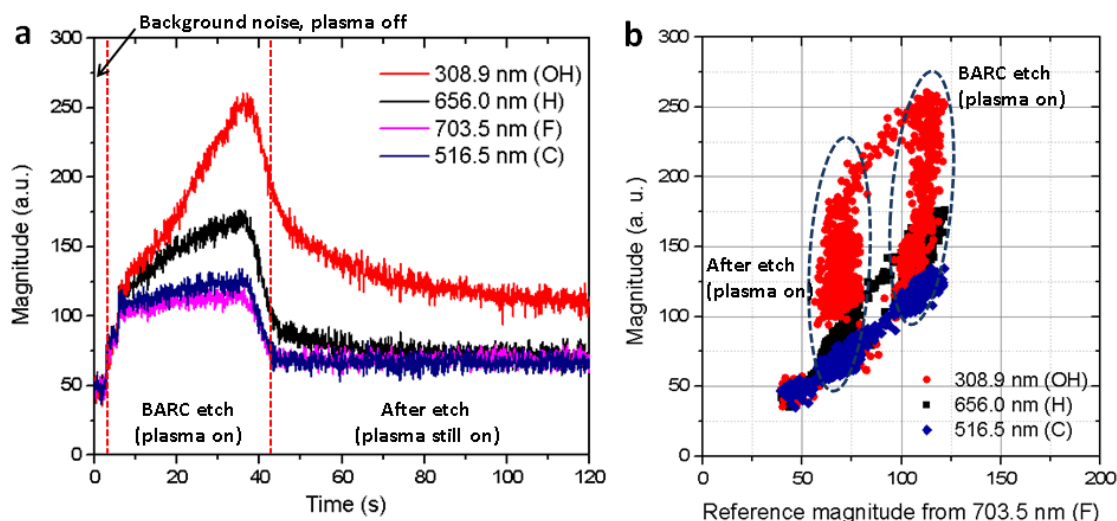 a
Background noise, plasma off
300
250
200
150
100
50
0
Magnitude (a.u.)
308.9 nm (OH)
656.0 nm (H)
703.5 nm (F)
516.5 nm (C)
BARC etch
(plasma on)
After etch
(plasma still on)
0 20 40 60 80 100 120
Time (s)
b
300
250
200
150
100
50
0
Magnitude (a. u.)
BARC etch
(plasma on)
After etch
(plasma on)
308.9 nm (OH)
656.0 nm (H)
516.5 nm (C)
0 50 100 150 200
Reference magnitude from 703.5 nm (F)